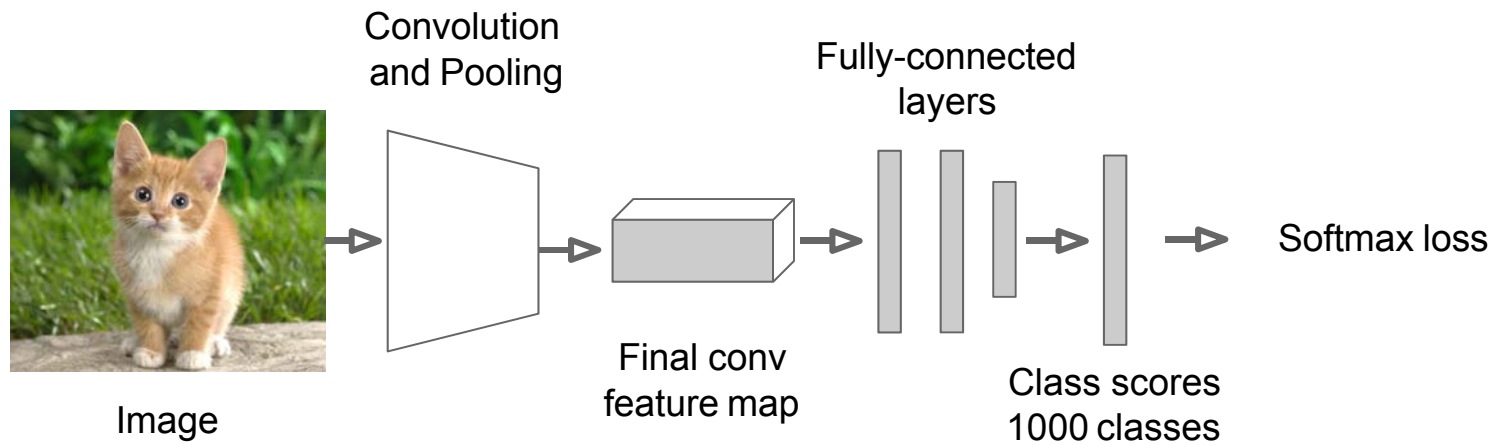 Convolution
and Pooling
Fully-connected
layers
Softmax loss
Final conv
feature map
Class scores
1000 classes
Image